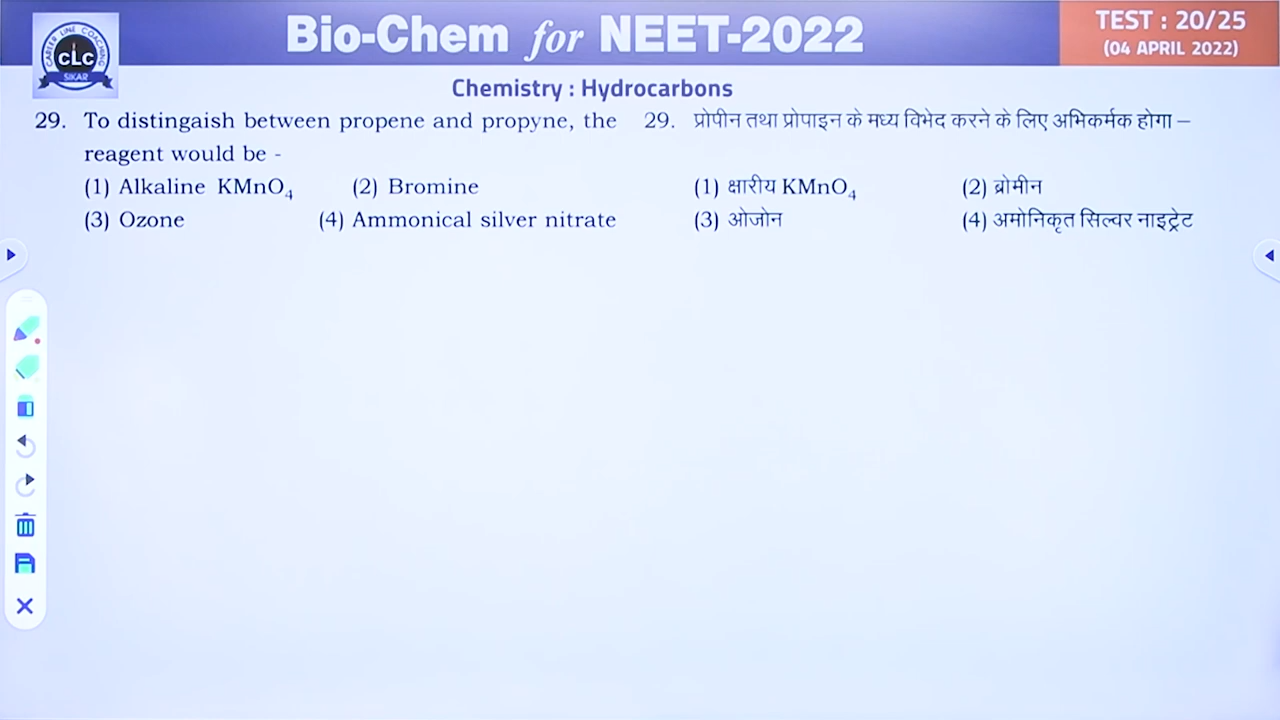 CAREER LINE COACHING
CLC
SIKAR
Bio-Chem for NEET-2022
TEST : 20/25
(04 APRIL 2022)
Chemistry : Hydrocarbons
29. To distingaish between propene and propyne, the
reagent would be -
(1) Alkaline KMnO₄ (2) Bromine
(3) Ozone (4) Ammonical silver nitrate
29. प्रोपीन तथा प्रोपाइन के मध्य विभेद करने के लिए अभिकर्मक होगा –
(1) क्षारीय KMnO₄ (2) ब्रोमीन
(3) ओजोन (4) अमोनिकृत सिल्वर नाइट्रेट